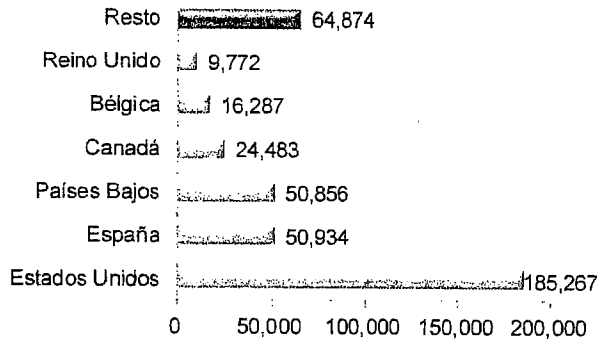 Resto 64,874
Reino Unido 9,772
Bélgica 16,287
Canadá 24,483
Países Bajos 50,856
España 50,934
Estados Unidos 185,267
0 50,000 100,000 150,000 200,000